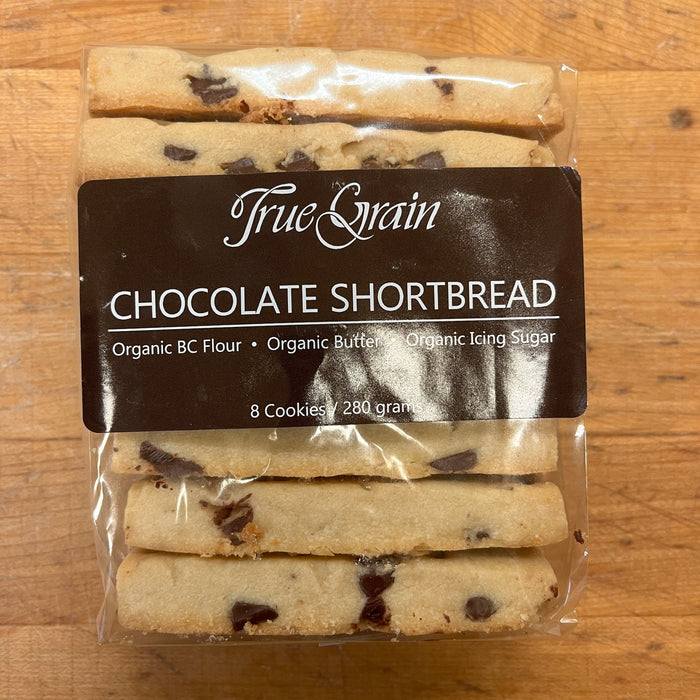 True Grain
CHOCOLATE SHORTBREAD
Organic BC Flour • Organic Butter • Organic Icing Sugar
8 Cookies / 280 grams